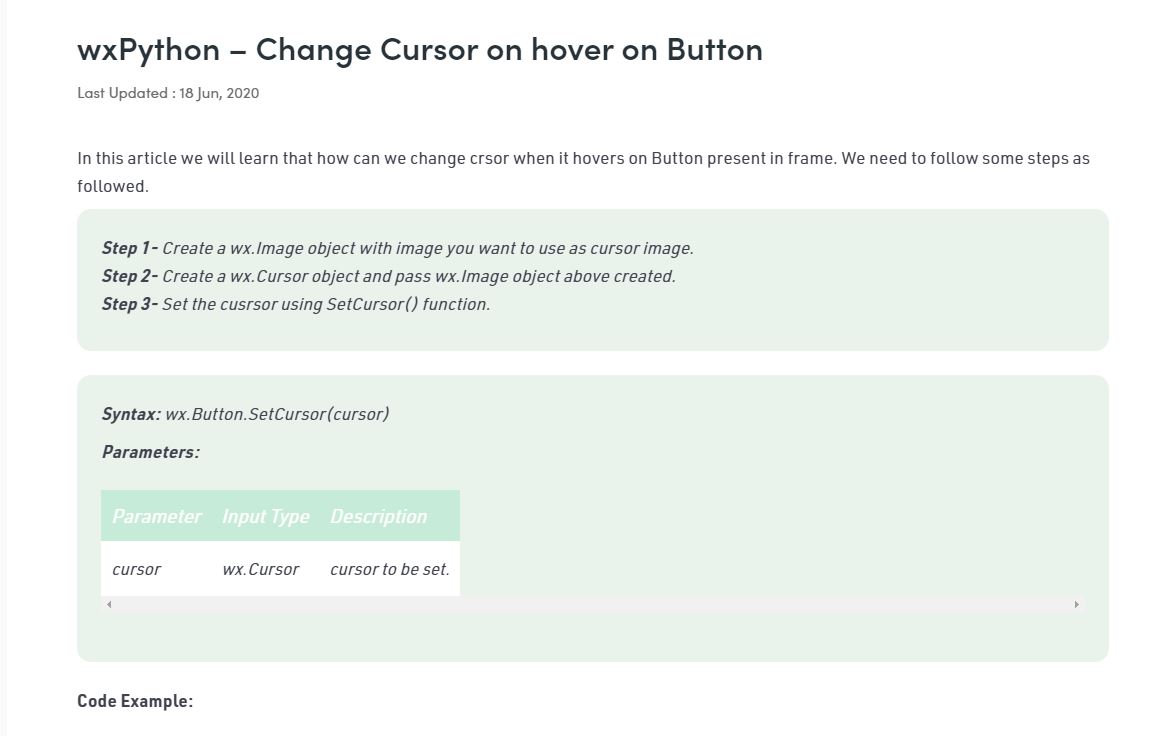 wxPython – Change Cursor on hover on Button
Last Updated : 18 Jun, 2020
In this article we will learn that how can we change crsor when it hovers on Button present in frame. We need to follow some steps as
followed.
Step 1- Create a wx.Image object with image you want to use as cursor image.
Step 2- Create a wx.Cursor object and pass wx.Image object above created.
Step 3- Set the cusrsor using SetCursor() function.
Syntax: wx.Button.SetCursor(cursor)
Parameters:
Parameter Input Type Description
cursor wx.Cursor cursor to be set.
Code Example: